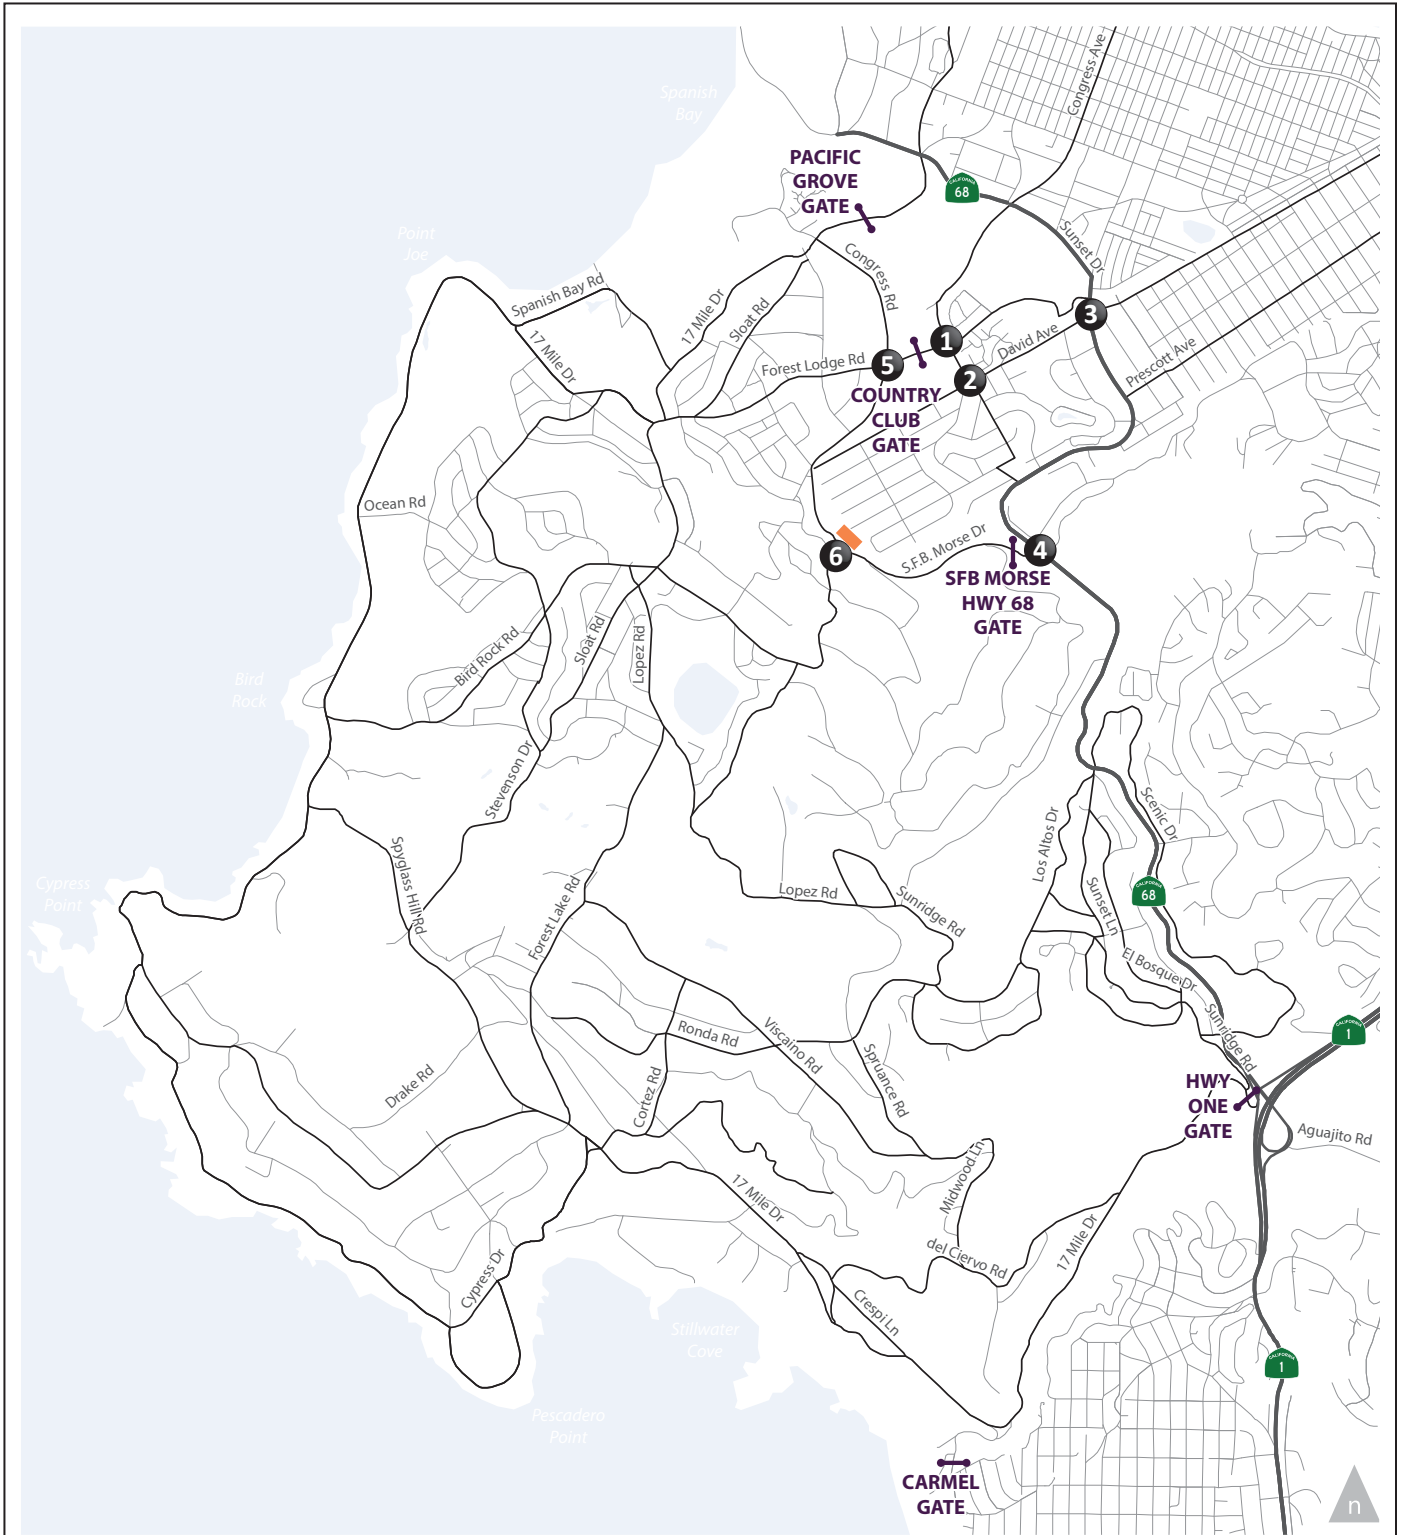 Spanish
Bay
Congress Ave
PACIFIC
GROVE
GATE
CALIFORNIA
68
Point
Joe
Sunset Dr
Congress Rd
Spanish Bay Rd
17 Mile Dr
Sloat Rd
17 Mile Dr
3
1
David Ave
Prescott Ave
Forest Lodge Rd
5
2
COUNTRY
CLUB
GATE
Ocean Rd
S.F.B. Morse Dr
6
4
SFB MORSE
HWY 68
GATE
Bird Rock Rd
Sloat Rd
Lopez Rd
Bird
Rock
Stevenson Dr
Scenic Dr
Los Altos Dr
Spyglass Hill Rd
Cypress
Point
Forest Lake Rd
Lopez Rd
Sunridge Rd
Sunset Ln
CALIFORNIA
68
El Bosque Dr
Ronda Rd
Viscaino Rd
Sunridge Rd
CALIFORNIA
1
Drake Rd
Cortez Rd
Spruance Rd
HWY
ONE
GATE
Aguajito Rd
Midwood Ln
17 Mile Dr
del Ciervo Rd
17 Mile Dr
Cypress Dr
Crespi Ln
Stillwater
Cove
CALIFORNIA
1
Pescadero
Point
CARMEL
GATE
n